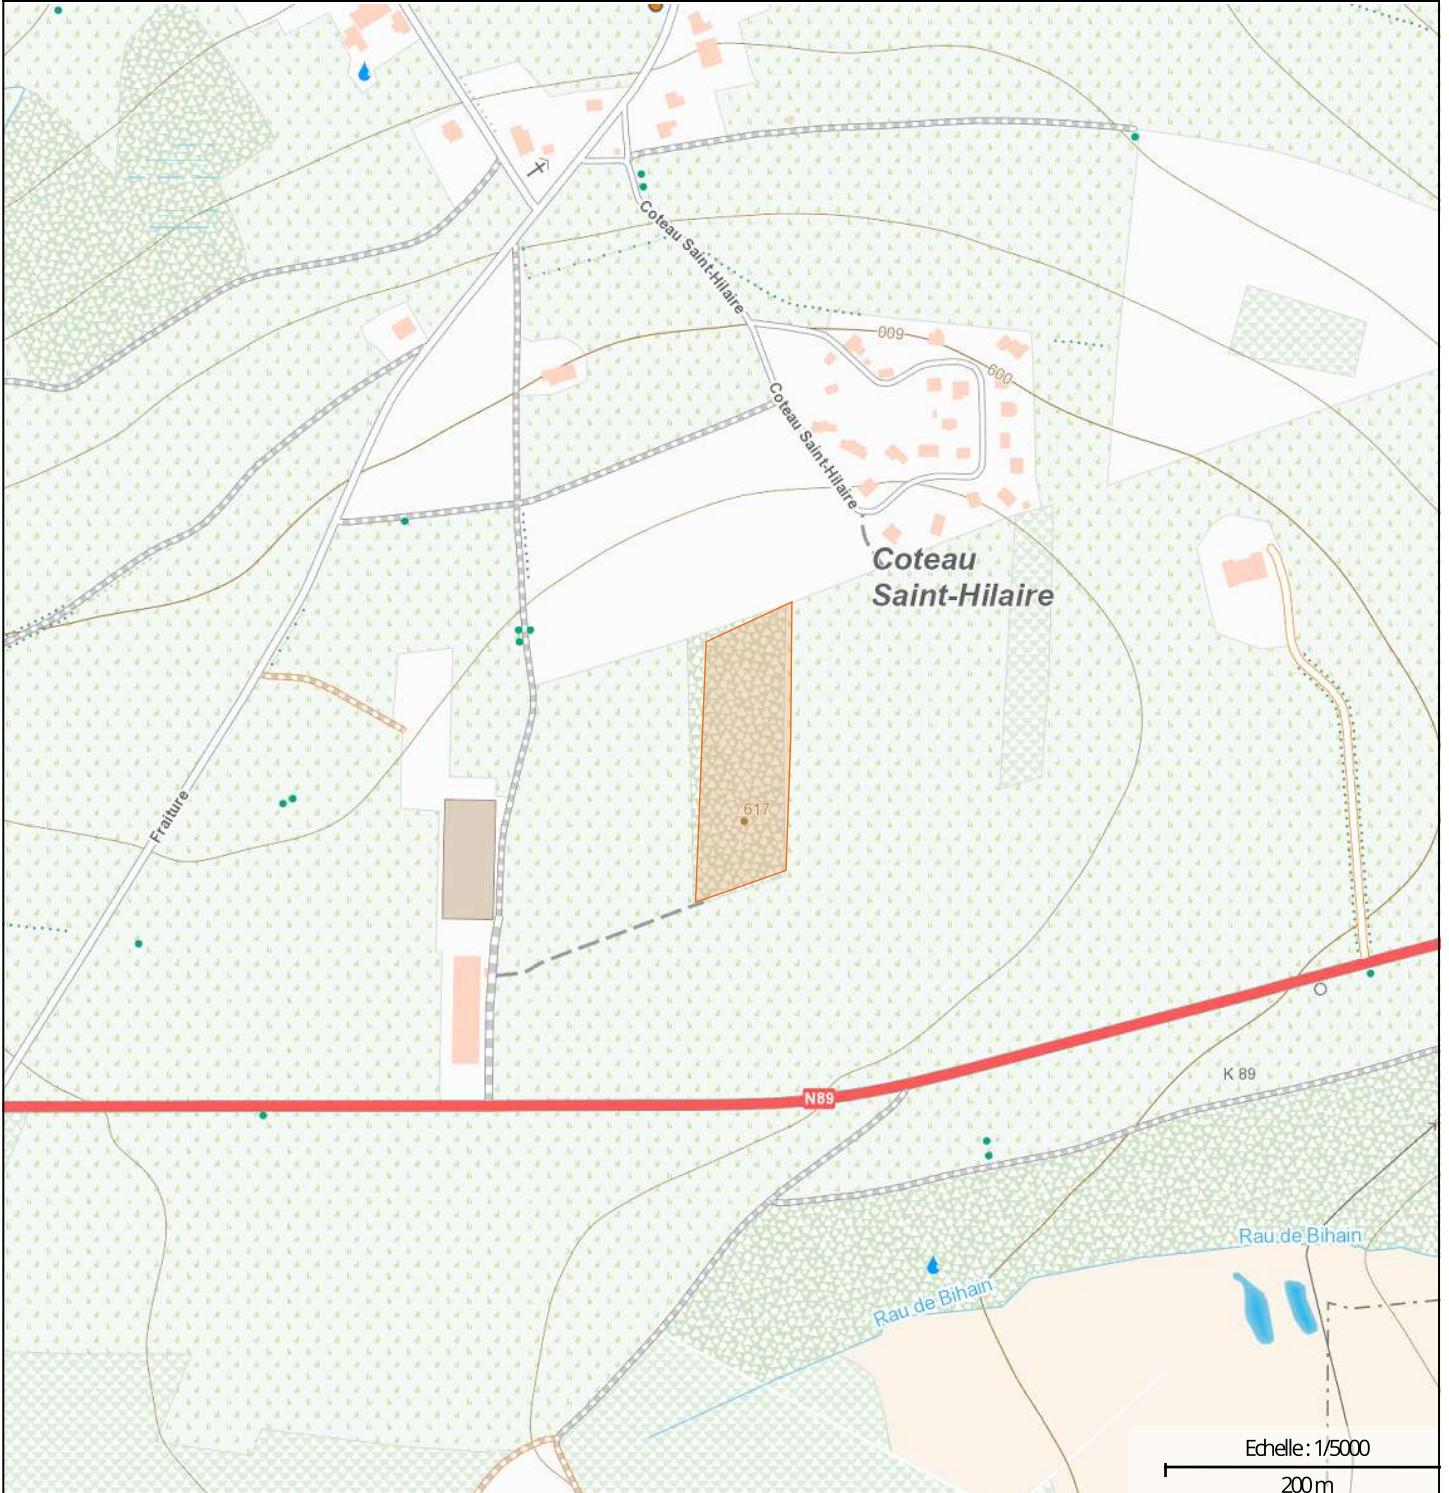 Coteau Saint-Hilaire
600
600
Coteau Saint-Hilaire
Coteau
Saint-Hilaire
617
Fraiture
N89
K 89
Rau de Bihain
Rau de Bihain
Echelle : 1/5000
200 m